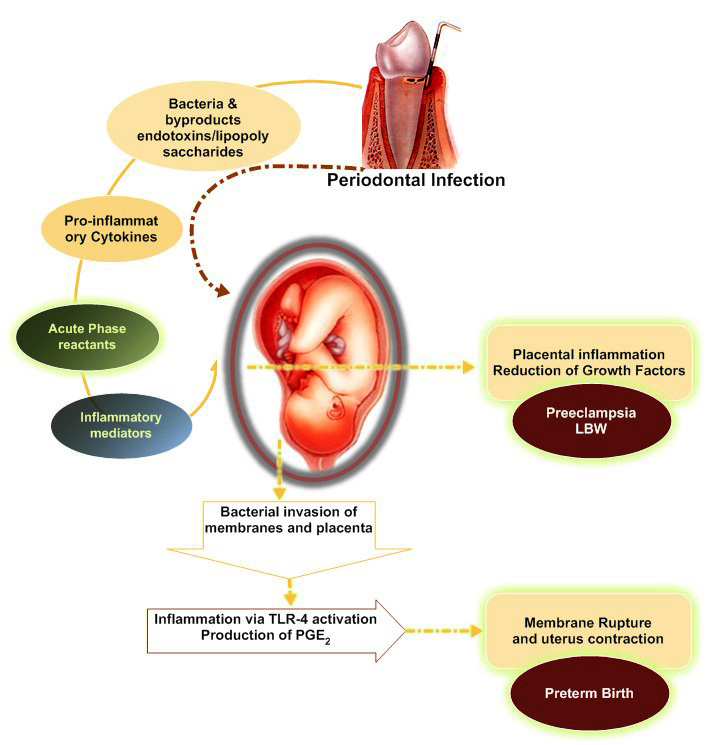 Bacteria &
byproducts
endotoxins/lipopoly
saccharides
Periodontal Infection
Pro-inflammat
ory Cytokines
Acute Phase
reactants
Inflammatory
mediators
Placental inflammation
Reduction of Growth Factors
Preeclampsia
LBW
Bacterial invasion of
membranes and placenta
Inflammation via TLR-4 activation
Production of PGE₂
Membrane Rupture
and uterus contraction
Preterm Birth